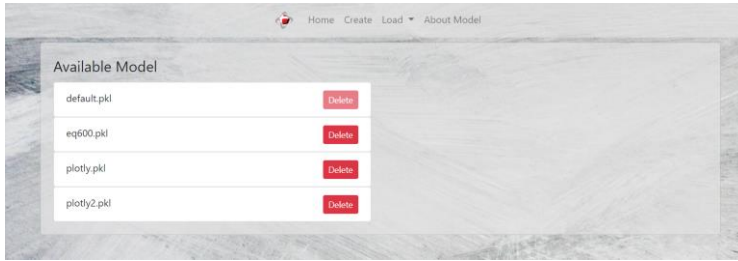 Home Create Load About Model
Available Model
default.pkl Delete
eq600.pkl Delete
plotly.pkl Delete
plotly2.pkl Delete